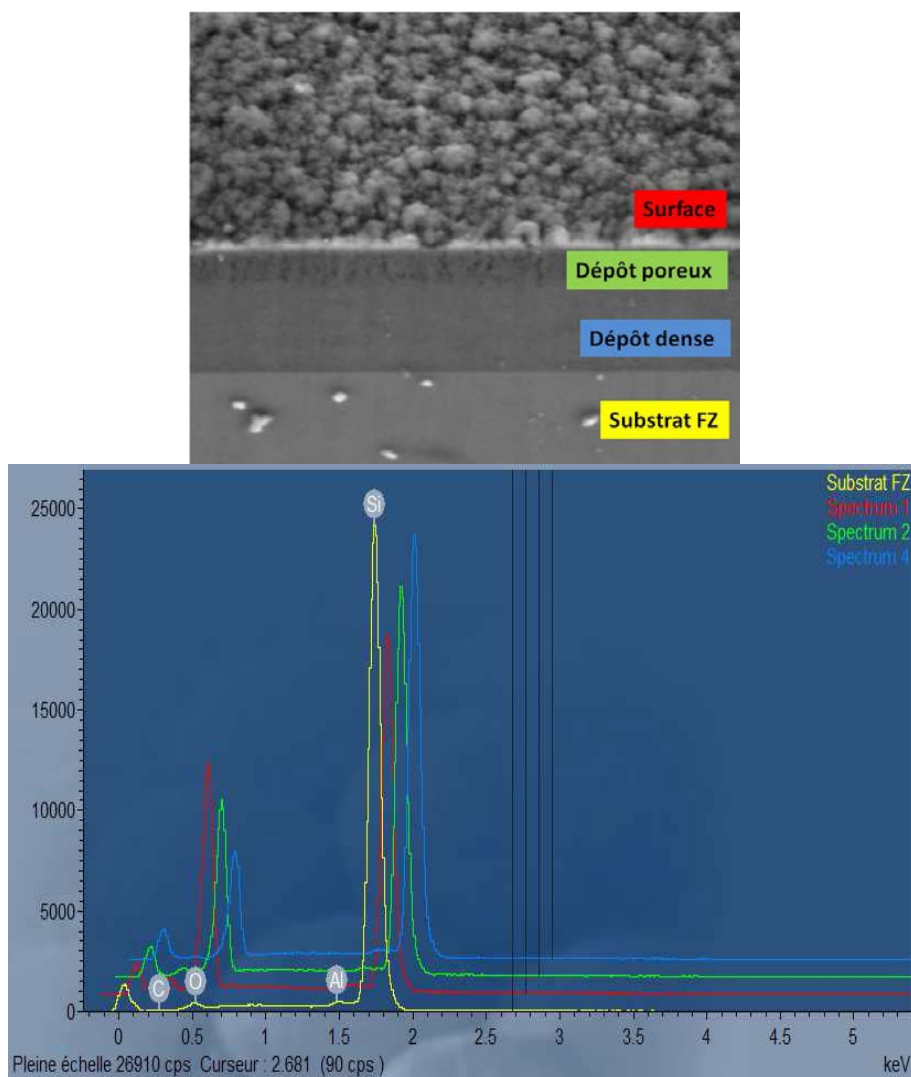 Surface
Dépôt poreux
Dépôt dense
Substrat FZ
Substrat FZ
Spectrum 1
Spectrum 2
Spectrum 4
25000
20000
15000
10000
5000
0
Si
C
O
Al
0 0.5 1 1.5 2 2.5 3 3.5 4 4.5 5
Pleine échelle 26910 cps Curseur : 2.681 (90 cps) keV